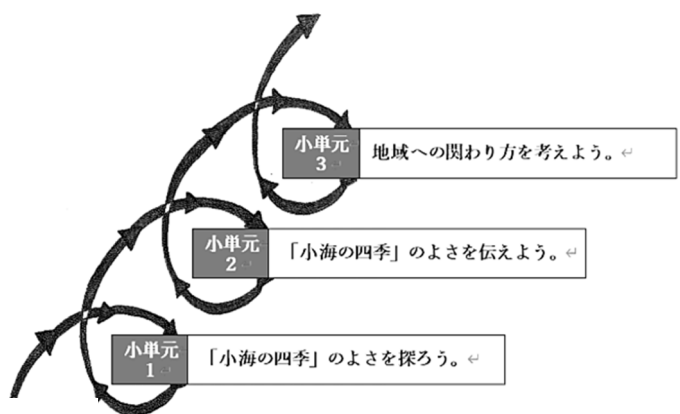 小単元
3
地域への関わり方を考えよう。↵
小単元
2
「小海の四季」のよさを伝えよう。↵
小単元
1
「小海の四季」のよさを探ろう。↵